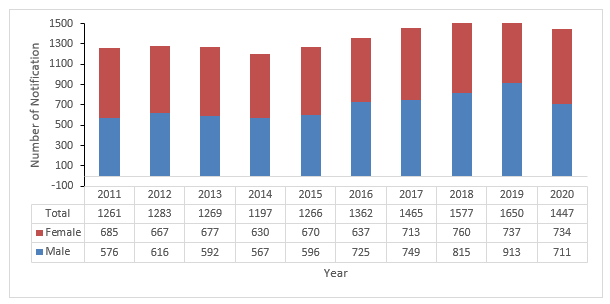 1500
1300
1100
900
700
500
300
100
-100
Number of Notification
2011 2012 2013 2014 2015 2016 2017 2018 2019 2020
Total 1261 1283 1269 1197 1266 1362 1465 1577 1650 1447
Female 685 667 677 630 670 637 713 760 737 734
Male 576 616 592 567 596 725 749 815 913 711
Year